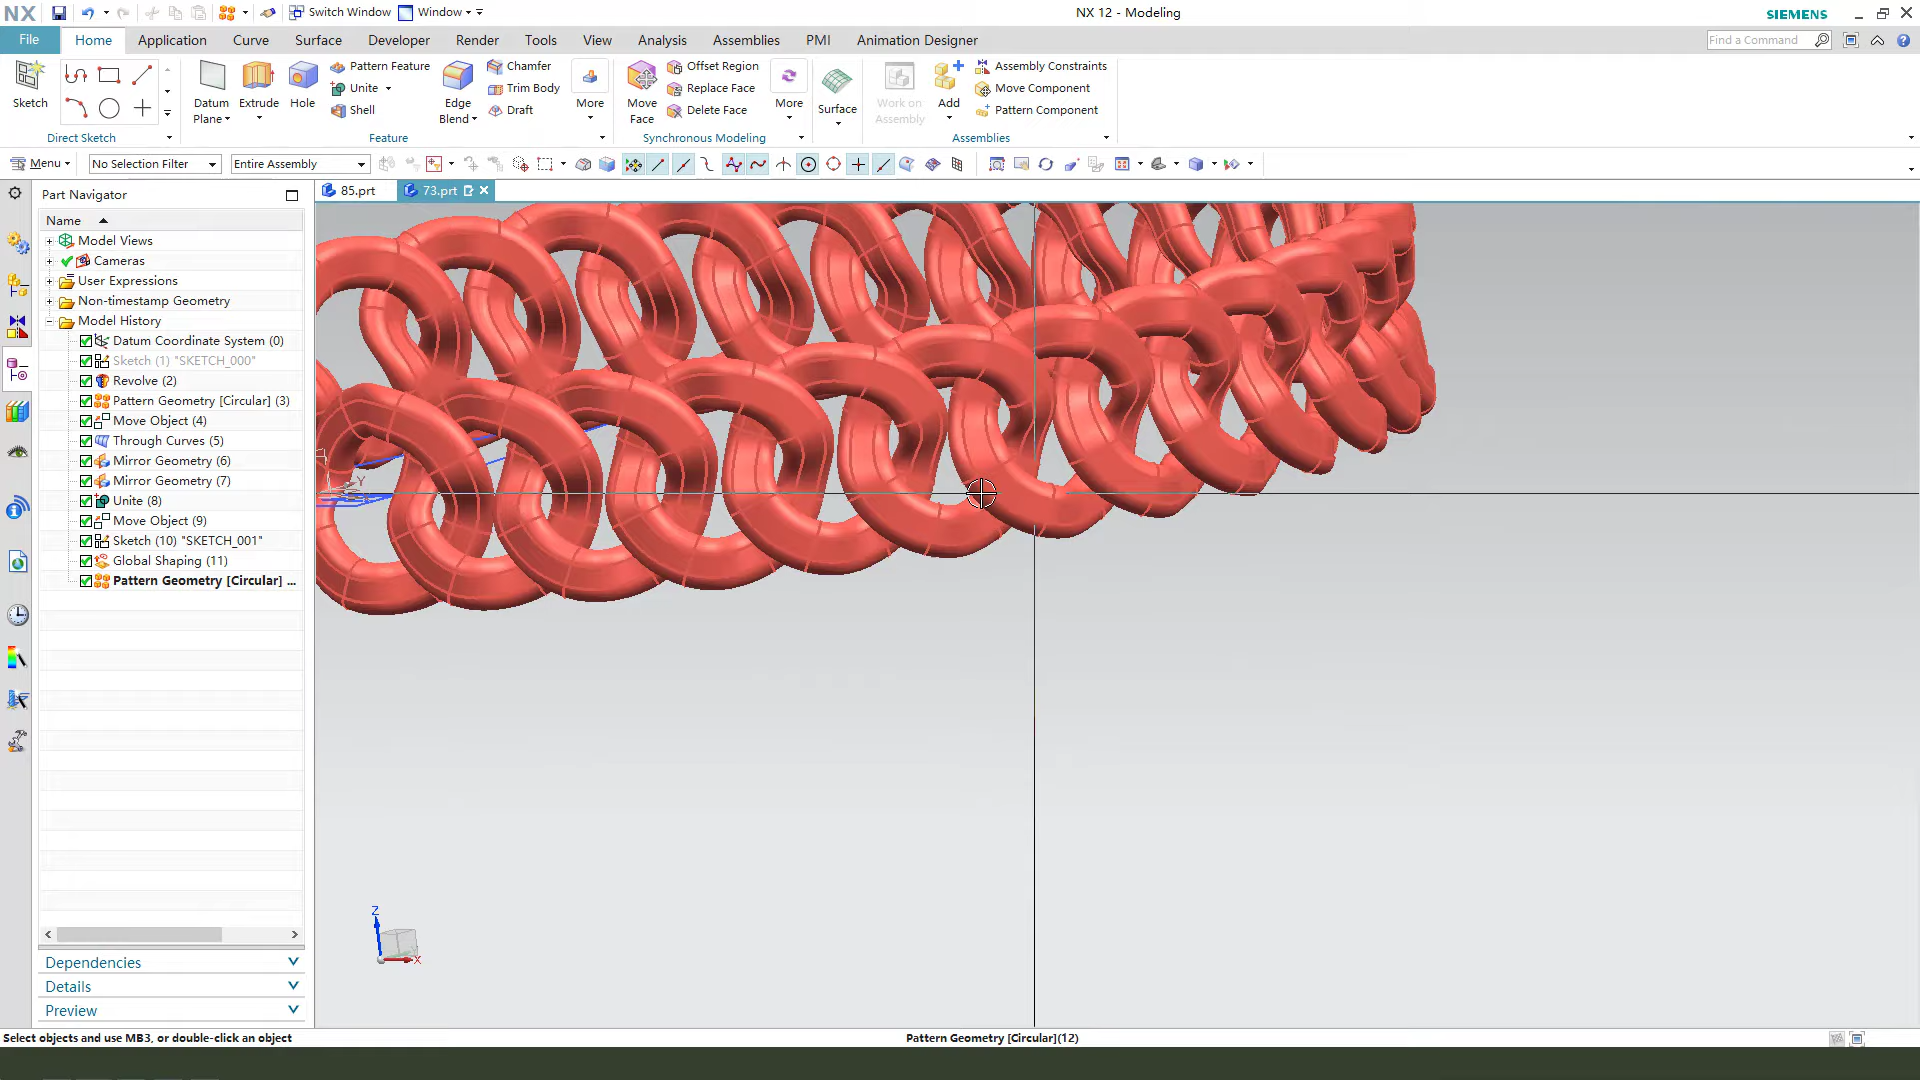 NX
Switch Window
Window
NX 12 - Modeling
SIEMENS
File
Home
Application
Curve
Surface
Developer
Render
Tools
View
Analysis
Assemblies
PMI
Animation Designer
Find a Command
Sketch
Direct Sketch
Datum
Plane
Extrude
Hole
Pattern Feature
Unite
Shell
Edge
Blend
Chamfer
Trim Body
Draft
More
Feature
Move
Face
Offset Region
Replace Face
Delete Face
More
Synchronous Modeling
Surface
Work on
Assembly
Add
Assembly Constraints
Move Component
Pattern Component
Assemblies
Menu
No Selection Filter
Entire Assembly
Part Navigator
85.prt
73.prt
Name
Model Views
Cameras
User Expressions
Non-timestamp Geometry
Model History
Datum Coordinate System (0)
Sketch (1) "SKETCH_000"
Revolve (2)
Pattern Geometry [Circular] (3)
Move Object (4)
Through Curves (5)
Mirror Geometry (6)
Mirror Geometry (7)
Unite (8)
Move Object (9)
Sketch (10) "SKETCH_001"
Global Shaping (11)
Pattern Geometry [Circular] ...
Dependencies
Details
Preview
Y
Z
X
Select objects and use MB3, or double-click an object
Pattern Geometry [Circular](12)